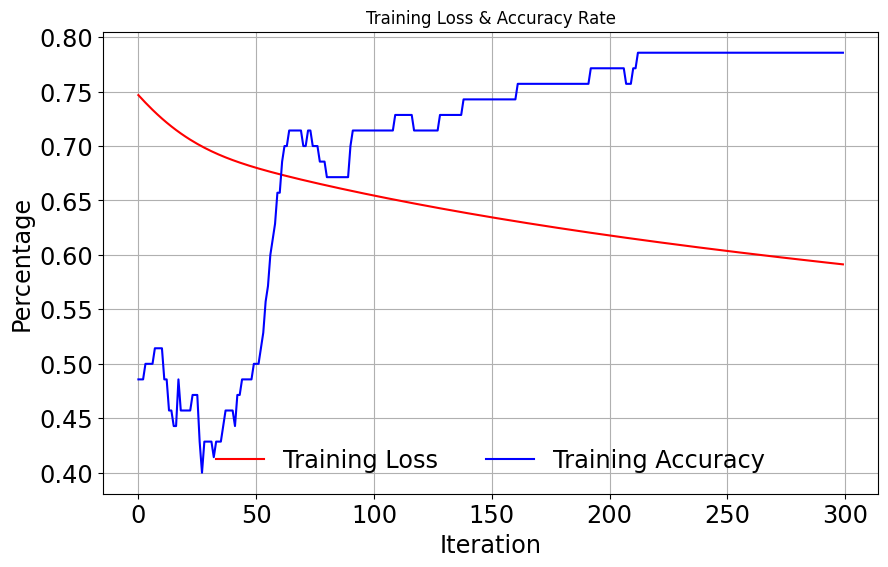 Training Loss & Accuracy Rate
0.80
0.75
0.70
0.65
0.60
0.55
0.50
0.45
0.40
Percentage
Training Loss Training Accuracy
0 50 100 150 200 250 300
Iteration